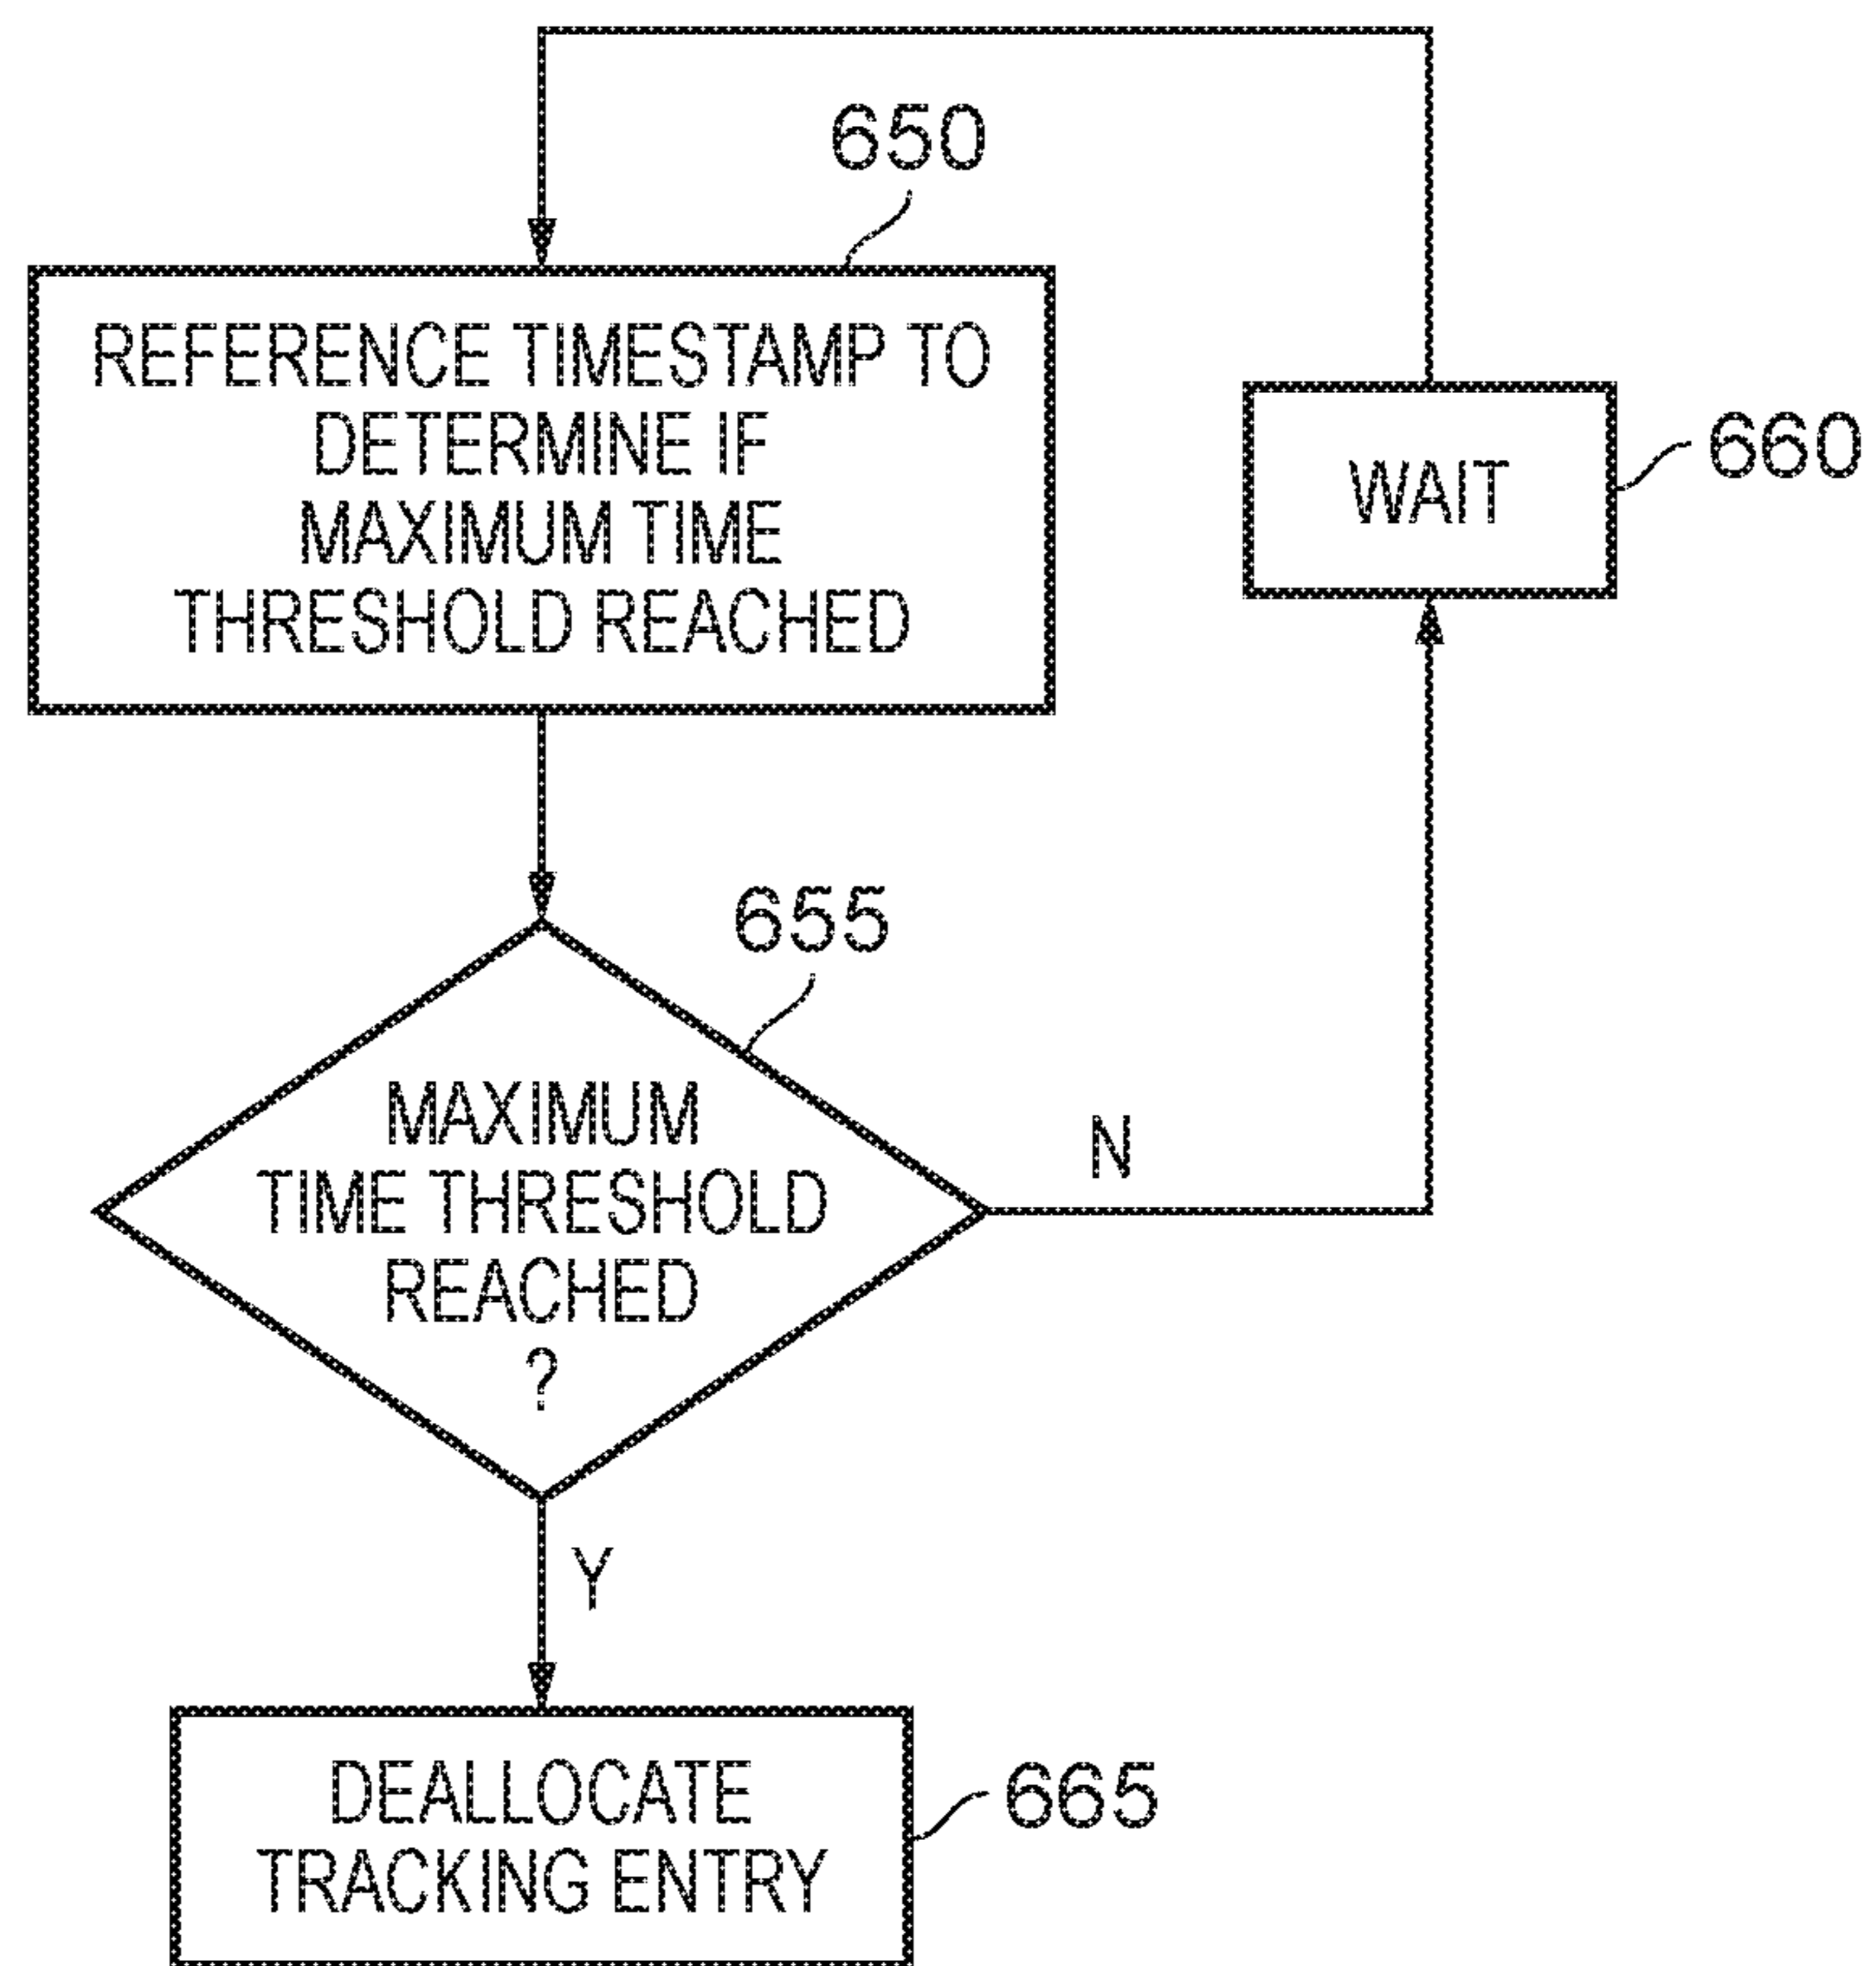 650
REFERENCE TIMESTAMP TO
DETERMINE IF
MAXIMUM TIME
THRESHOLD REACHED
WAIT
660
655
MAXIMUM
TIME THRESHOLD
REACHED
?
N
Y
DEALLOCATE
TRACKING ENTRY
665